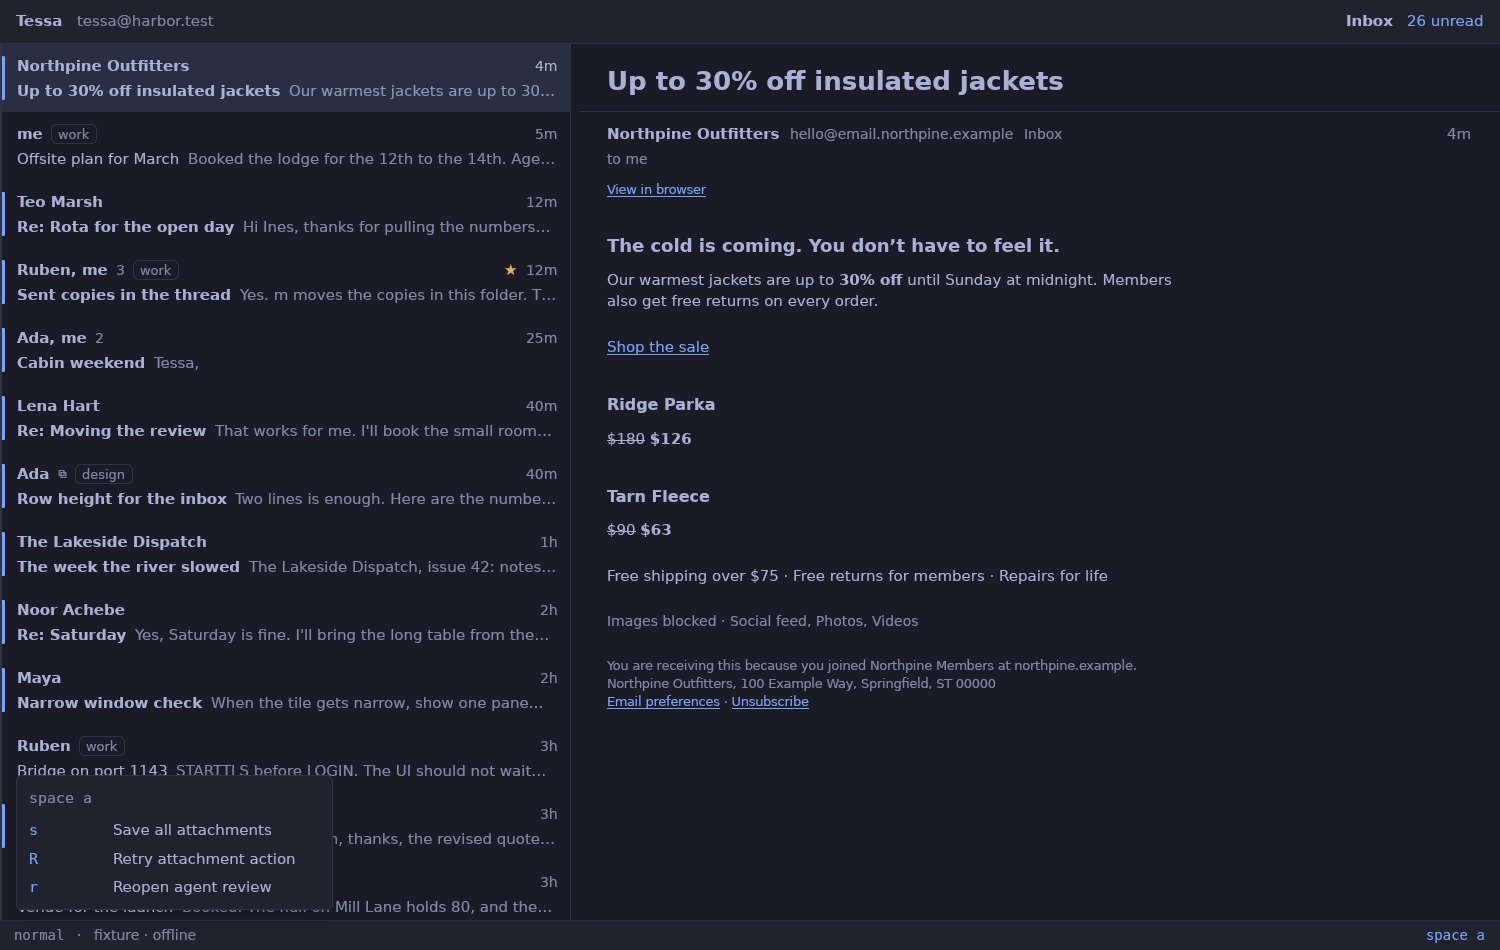 Tessa tessa@harbor.test
Inbox 26 unread
Northpine Outfitters 4m
Up to 30% off insulated jackets Our warmest jackets are up to 30…
me work 5m
Offsite plan for March Booked the lodge for the 12th to the 14th. Age…
Teo Marsh 12m
Re: Rota for the open day Hi Ines, thanks for pulling the numbers…
Ruben, me 3 work ★ 12m
Sent copies in the thread Yes. m moves the copies in this folder. T…
Ada, me 2 25m
Cabin weekend Tessa,
Lena Hart 40m
Re: Moving the review That works for me. I'll book the small room…
Ada design 40m
Row height for the inbox Two lines is enough. Here are the numbe…
The Lakeside Dispatch 1h
The week the river slowed The Lakeside Dispatch, issue 42: notes…
Noor Achebe 2h
Re: Saturday Yes, Saturday is fine. I'll bring the long table from the…
Maya 2h
Narrow window check When the tile gets narrow, show one pane…
Ruben work 3h
Bridge on port 1143 STARTTLS before LOGIN. The UI should not wait…
3h
thanks, the revised quote…
3h
Venue for the launch Booked! The hall on Mill Lane holds 80, and the…
space a
s Save all attachments
R Retry attachment action
r Reopen agent review
Up to 30% off insulated jackets
Northpine Outfitters hello@email.northpine.example Inbox 4m
to me
View in browser
The cold is coming. You don’t have to feel it.
Our warmest jackets are up to 30% off until Sunday at midnight. Members
also get free returns on every order.
Shop the sale
Ridge Parka
$180 $126
Tarn Fleece
$90 $63
Free shipping over $75 · Free returns for members · Repairs for life
Images blocked · Social feed, Photos, Videos
You are receiving this because you joined Northpine Members at northpine.example.
Northpine Outfitters, 100 Example Way, Springfield, ST 00000
Email preferences · Unsubscribe
normal · fixture · offline
space a